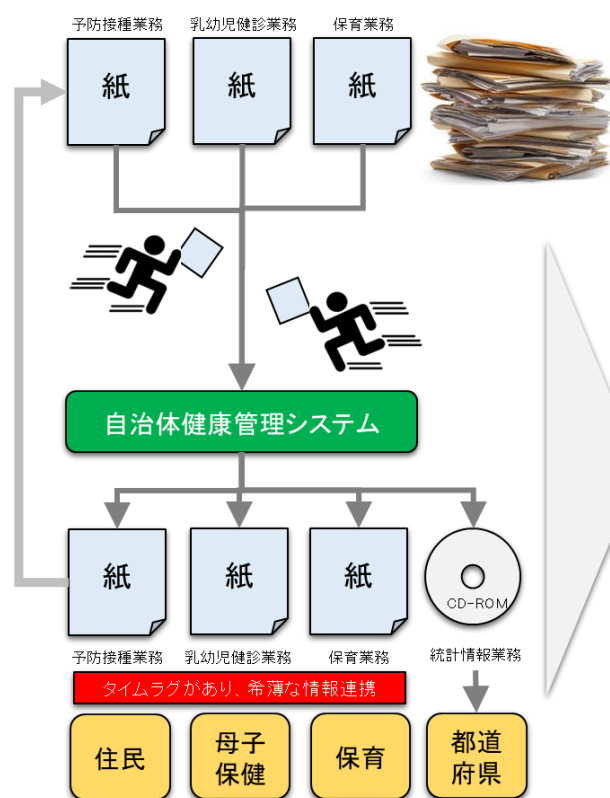 予防接種業務
乳幼児健診業務
保育業務
紙
紙
紙
自治体健康管理システム
紙
紙
紙
CD-ROM
予防接種業務
乳幼児健診業務
保育業務
統計情報業務
タイムラグがあり、希薄な情報連携
住民
母子
保健
保育
都道
府県